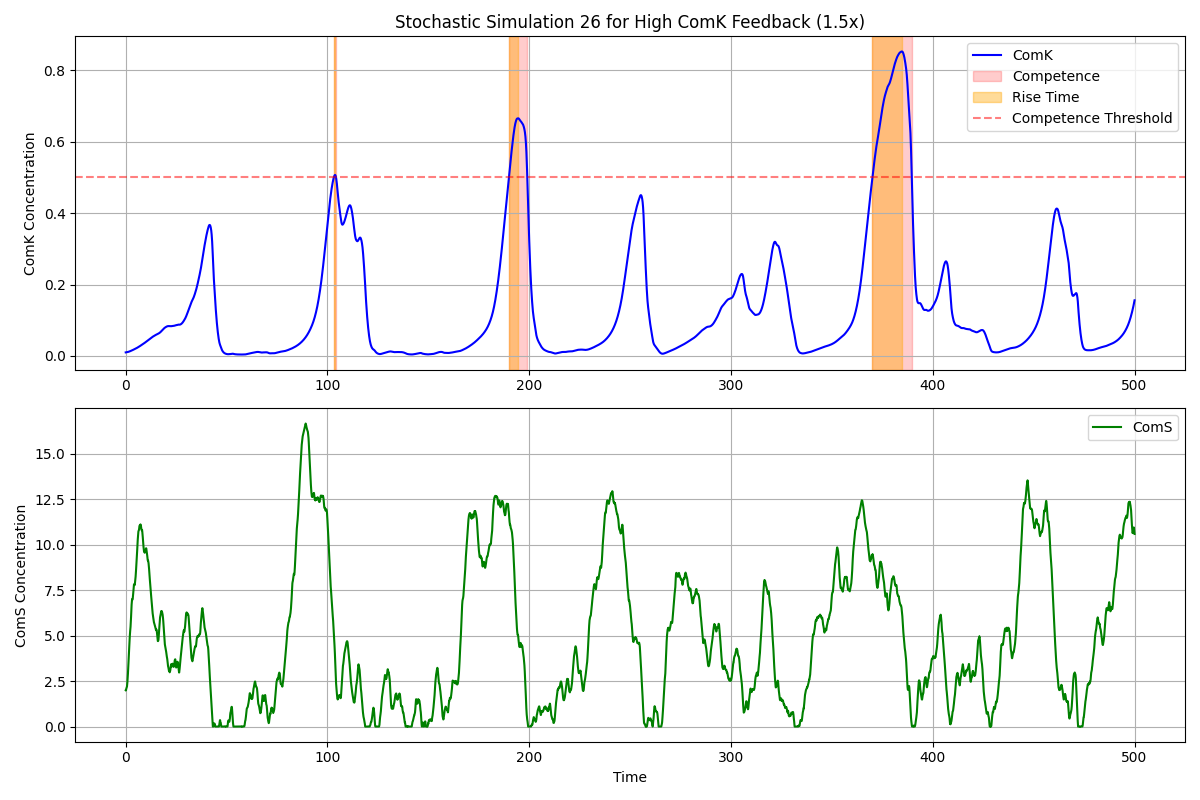 Stochastic Simulation 26 for High ComK Feedback (1.5x)
ComK Concentration
0.8
0.6
0.4
0.2
0.0
ComK
Competence
Rise Time
Competence Threshold
0 100 200 300 400 500
ComS Concentration
15.0
12.5
10.0
7.5
5.0
2.5
0.0
ComS
0 100 200 300 400 500
Time